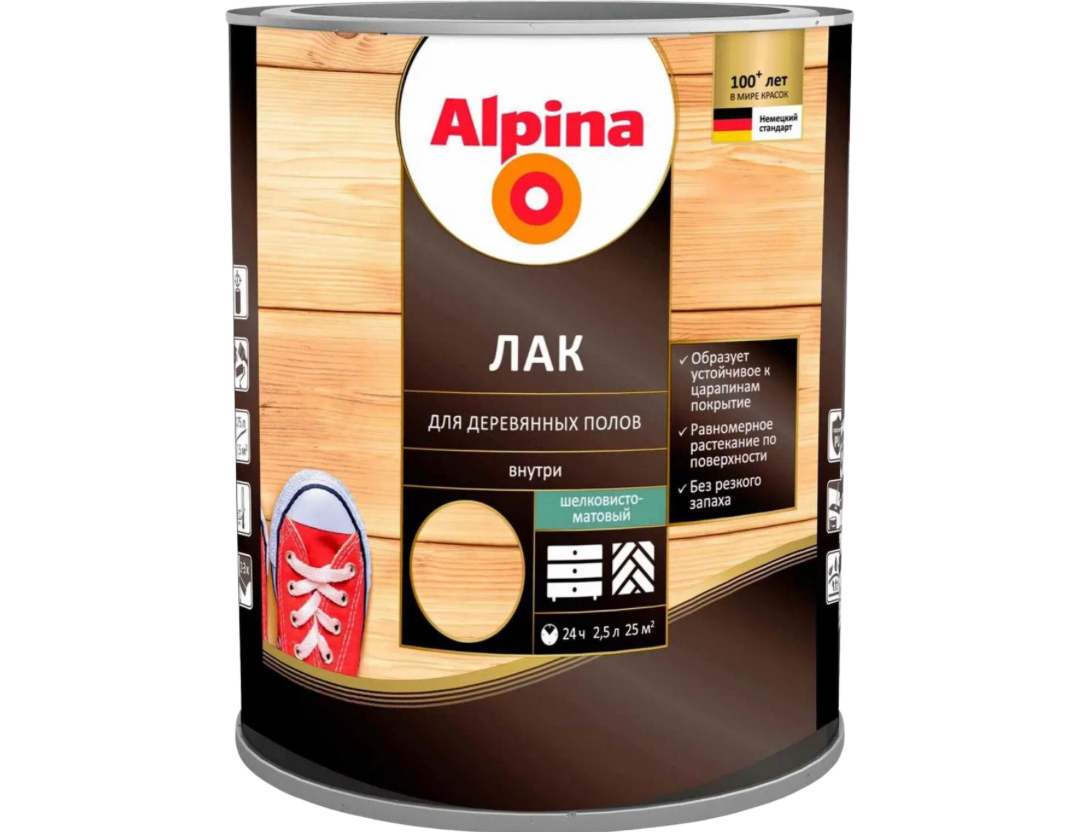 Alpina
100+ лет
В МИРЕ КРАСОК
Немецкий
стандарт
ЛАК
ДЛЯ ДЕРЕВЯННЫХ ПОЛОВ
внутри
шелковисто-
матовый
24 ч 2,5 л 25 м²
Образует
устойчивое к
царапинам
покрытие
Равномерное
растекание по
поверхности
Без резкого
запаха